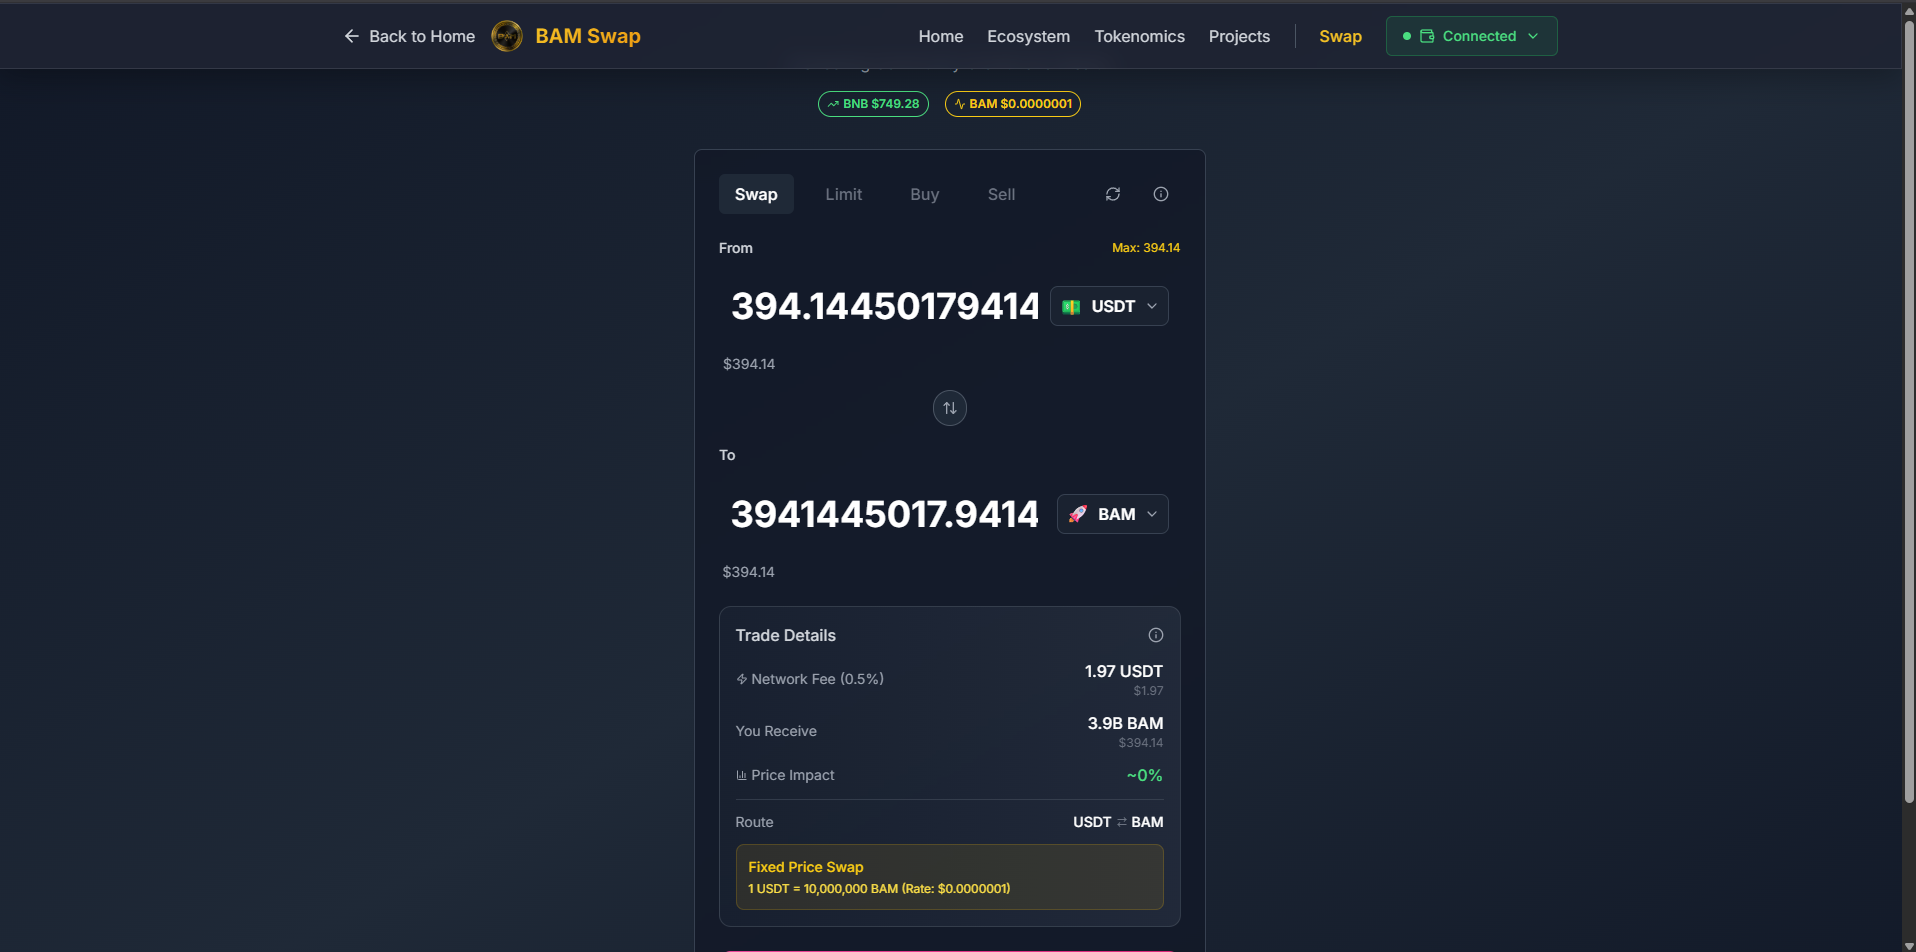 Back to Home
BAM Swap
Home
Ecosystem
Tokenomics
Projects
Swap
Connected
BNB $749.28
BAM $0.0000001
Swap
Limit
Buy
Sell
From
Max: 394.14
394.14450179414
USDT
$394.14
To
3941445017.9414
BAM
$394.14
Trade Details
Network Fee (0.5%)
1.97 USDT
$1.97
You Receive
3.9B BAM
$394.14
Price Impact
~0%
Route
USDT ⇄ BAM
Fixed Price Swap
1 USDT = 10,000,000 BAM (Rate: $0.0000001)